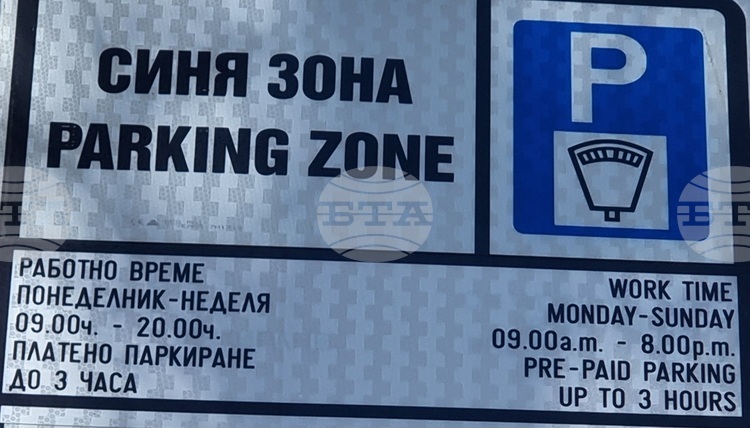 СИНЯ ЗОНА
PARKING ZONE
P
РАБОТНО ВРЕМЕ
ПОНЕДЕЛНИК-НЕДЕЛЯ
09.00ч. - 20.00ч.
ПЛАТЕНО ПАРКИРАНЕ
ДО 3 ЧАСА
WORK TIME
MONDAY-SUNDAY
09.00a.m. - 8.00p.m.
PRE-PAID PARKING
UP TO 3 HOURS
БТА